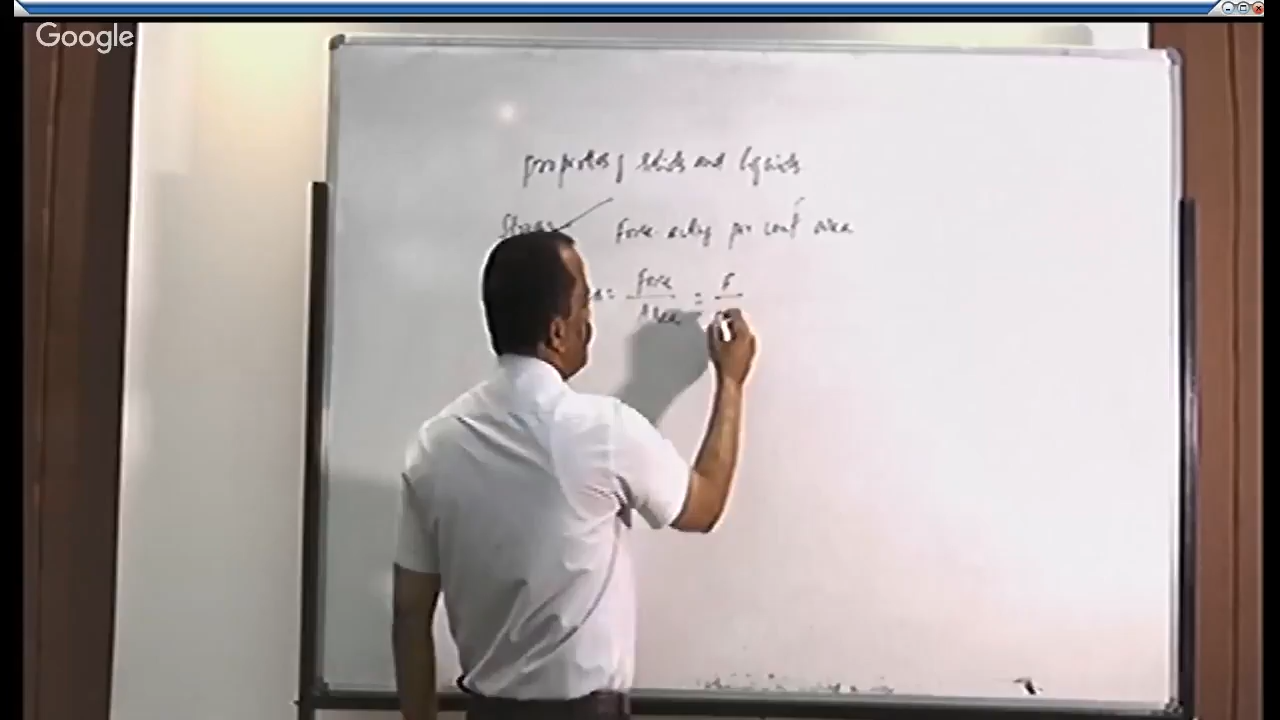 Google
properties of solids and liquids
Stress Force acting per unit area
= Force / Area = F